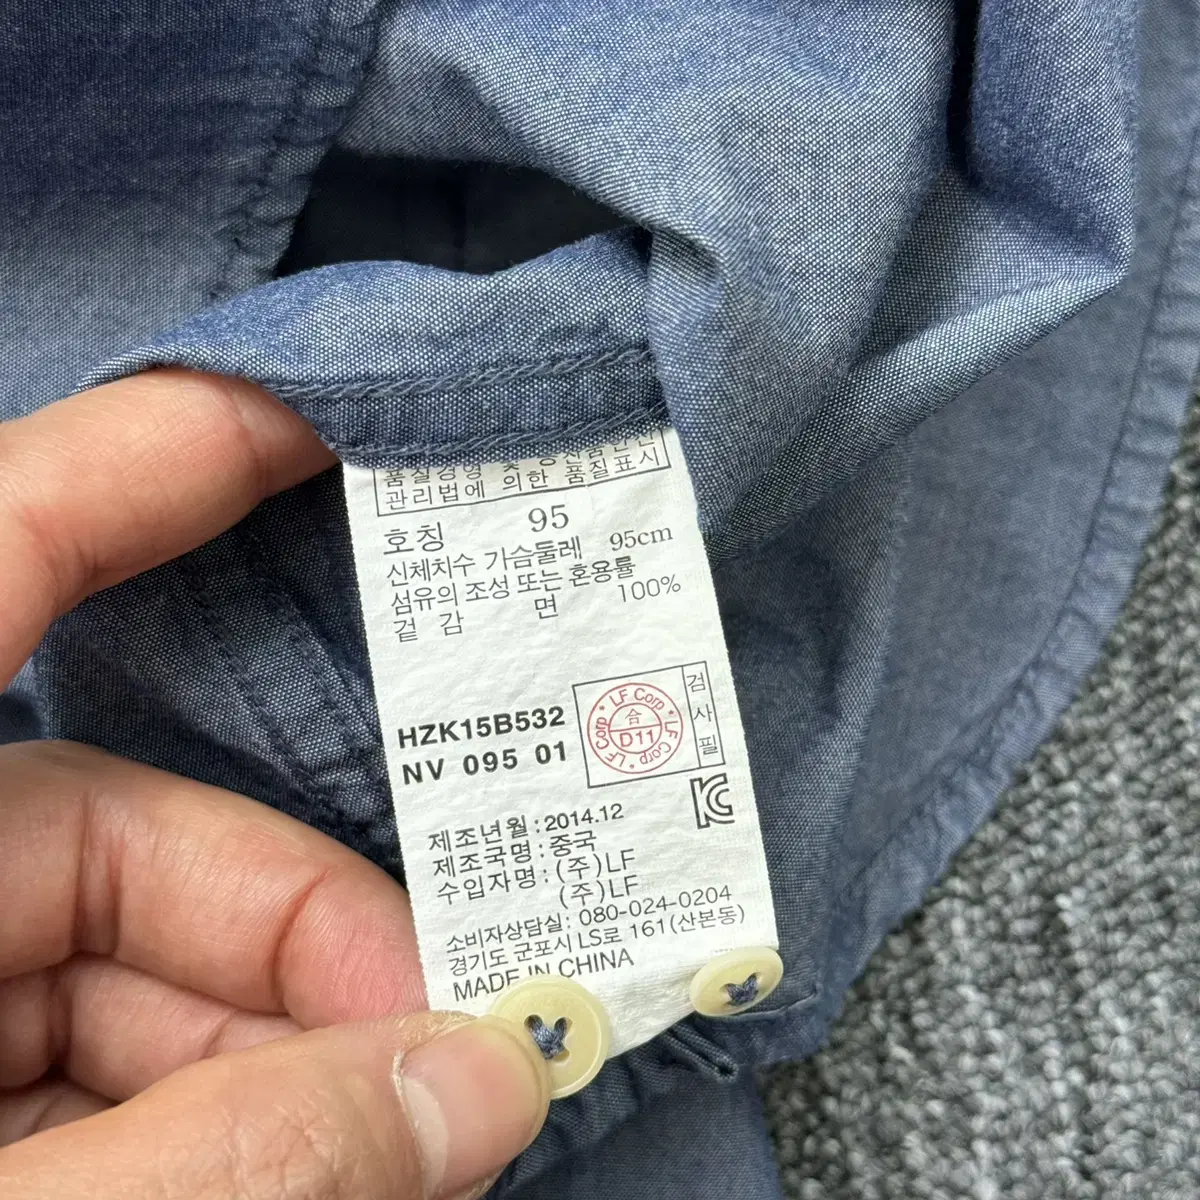 품질경영 및 공산품안전
관리법에 의한 품질표시
호칭 95
신체치수 가슴둘레 95cm
섬유의 조성 또는 혼용률
겉감 면 100%
HZK15B532
NV 095 01
LF Corp LF Corp LF Corp
合
D11
검사필
제조년월:2014.12
제조국명:중국
수입자명:(주)LF
(주)LF
소비자상담실: 080-024-0204
경기도 군포시 LS로 161(산본동)
MADE IN CHINA